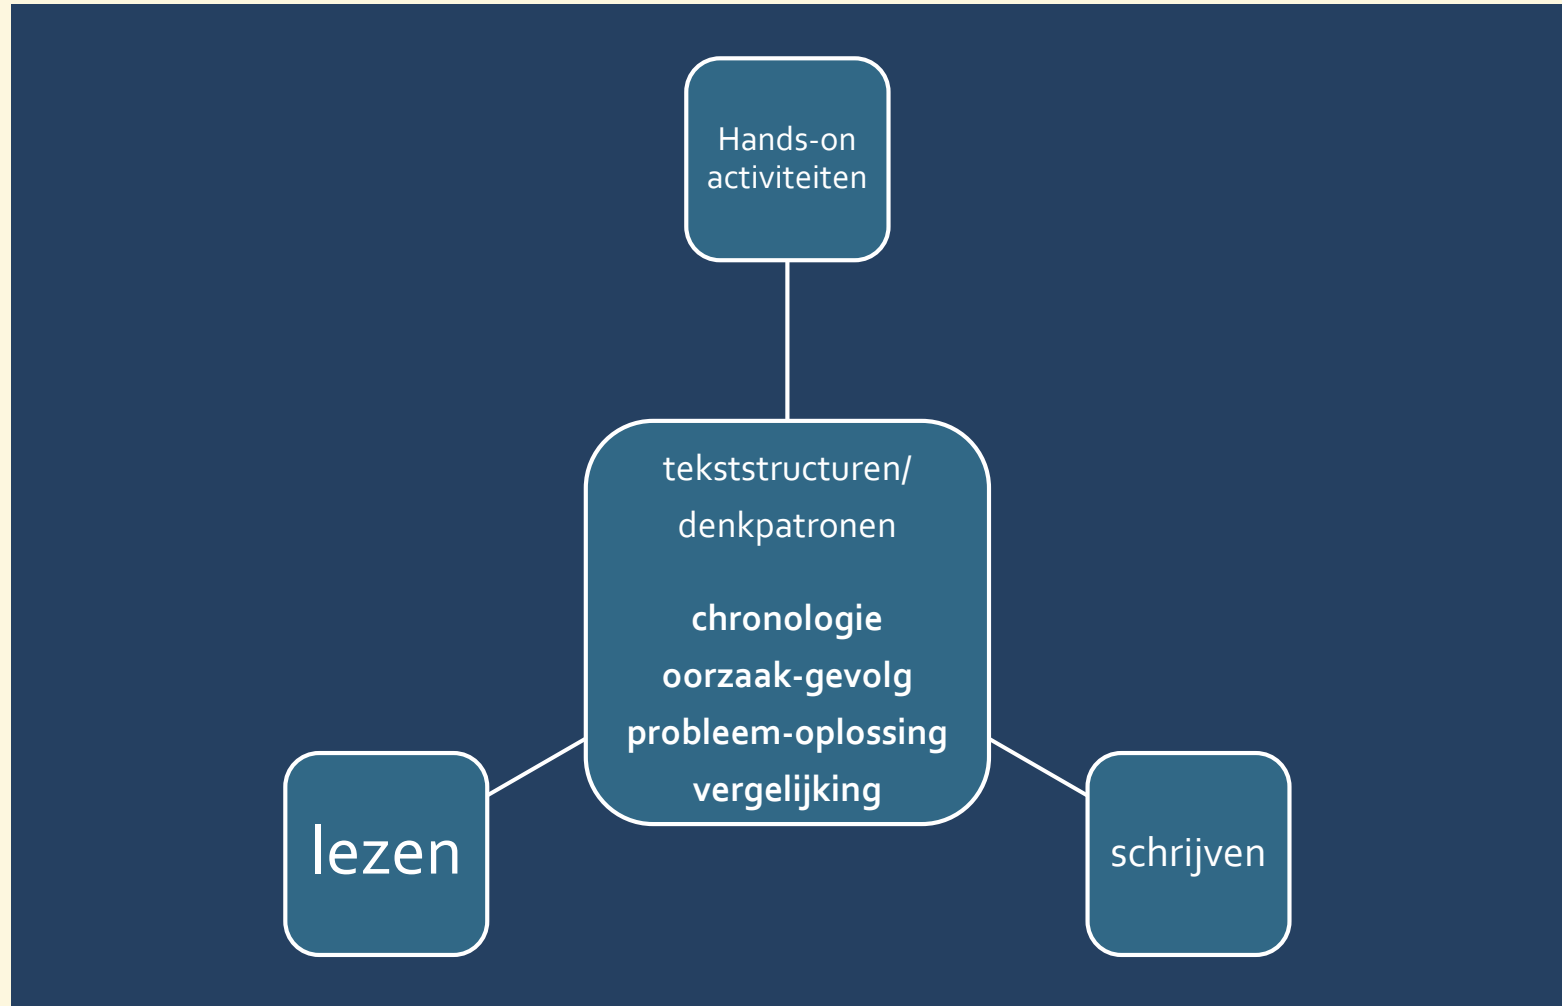 Hands-on
activiteiten
tekststructuren/
denkpatronen
chronologie
oorzaak-gevolg
probleem-oplossing
vergelijking
lezen
schrijven